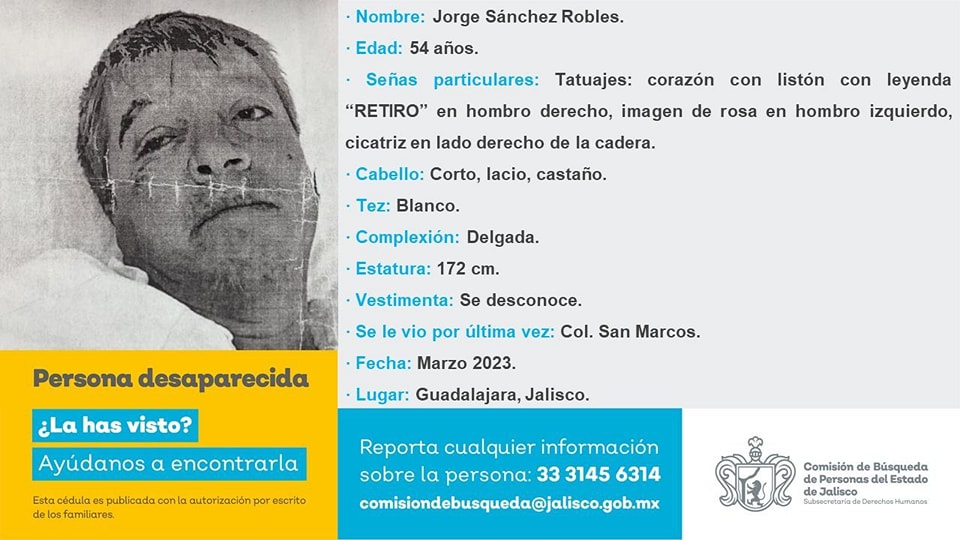 · Nombre: Jorge Sánchez Robles.
· Edad: 54 años.
· Señas particulares: Tatuajes: corazón con listón con leyenda
“RETIRO” en hombro derecho, imagen de rosa en hombro izquierdo,
cicatriz en lado derecho de la cadera.
· Cabello: Corto, lacio, castaño.
· Tez: Blanco.
· Complexión: Delgada.
· Estatura: 172 cm.
· Vestimenta: Se desconoce.
· Se le vio por última vez: Col. San Marcos.
· Fecha: Marzo 2023.
· Lugar: Guadalajara, Jalisco.
Persona desaparecida
¿La has visto?
Ayúdanos a encontrarla
Esta cédula es publicada con la autorización por escrito
de los familiares.
Reporta cualquier información
sobre la persona: 33 3145 6314
comisiondebusqueda@jalisco.gob.mx
Comisión de Búsqueda
de Personas del Estado
de Jalisco
Subsecretaría de Derechos Humanos